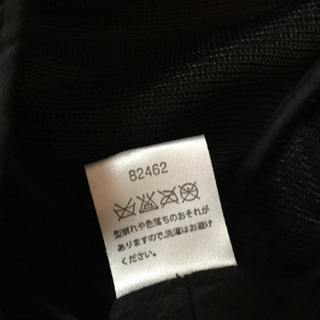 82462
型崩れや色落ちのおそれが
ありますので、洗濯はお避け
ください。